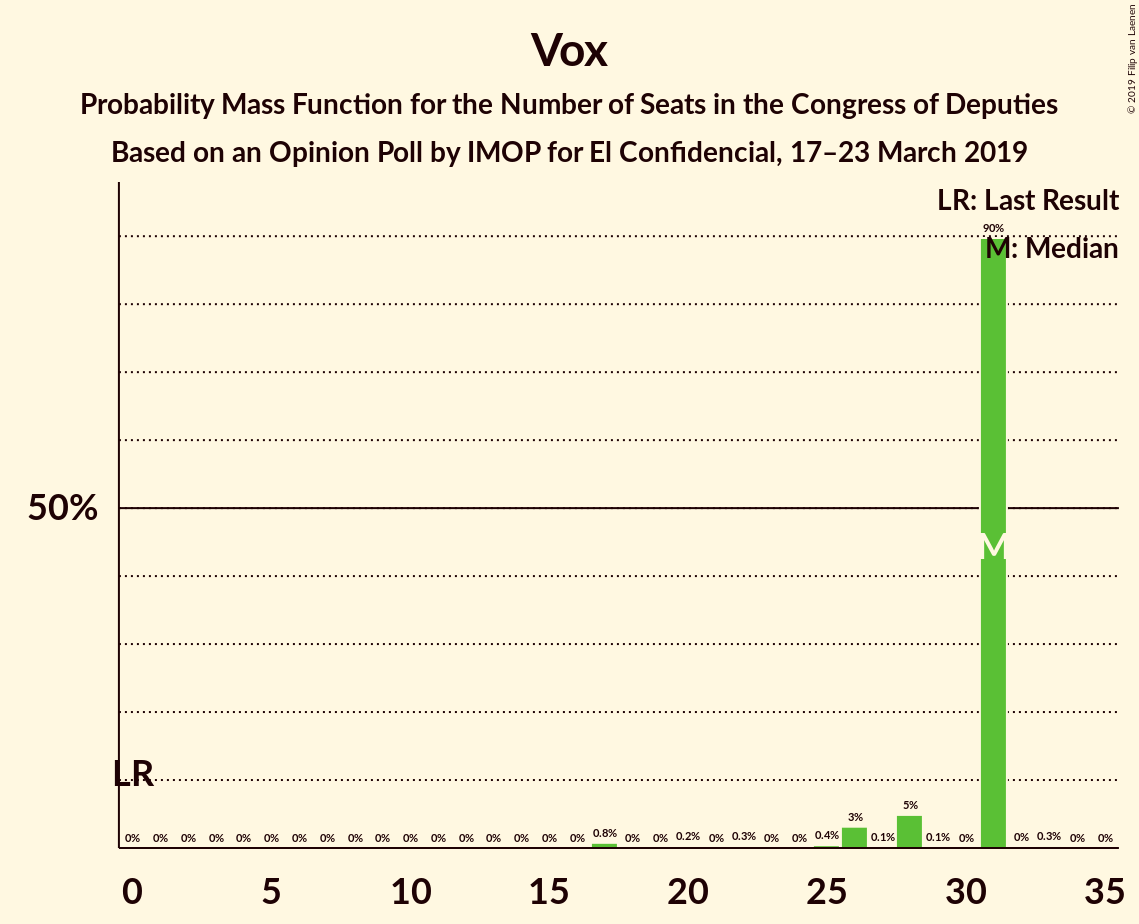 Vox
Probability Mass Function for the Number of Seats in the Congress of Deputies
Based on an Opinion Poll by IMOP for El Confidencial, 17–23 March 2019
© 2019 Filip van Laenen
LR: Last Result
M: Median
90%
50%
M
LR
0% 0% 0% 0% 0% 0% 0% 0% 0% 0% 0% 0% 0% 0% 0% 0% 0% 0.8% 0% 0% 0.2% 0% 0.3% 0% 0% 0.4% 3% 0.1% 5% 0.1% 0% 0% 0.3% 0% 0%
0 5 10 15 20 25 30 35